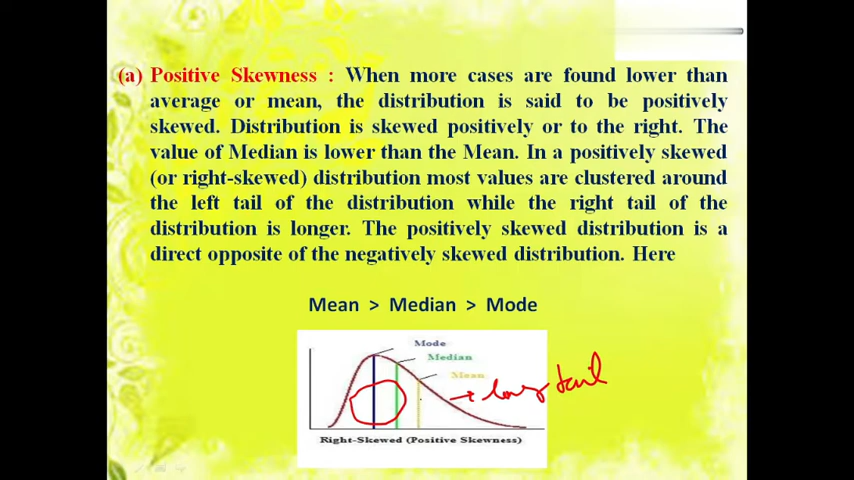 (a) Positive Skewness : When more cases are found lower than
average or mean, the distribution is said to be positively
skewed. Distribution is skewed positively or to the right. The
value of Median is lower than the Mean. In a positively skewed
(or right-skewed) distribution most values are clustered around
the left tail of the distribution while the right tail of the
distribution is longer. The positively skewed distribution is a
direct opposite of the negatively skewed distribution. Here
Mean > Median > Mode
Mode
Median
Mean
→ long tail
Right-Skewed (Positive Skewness)